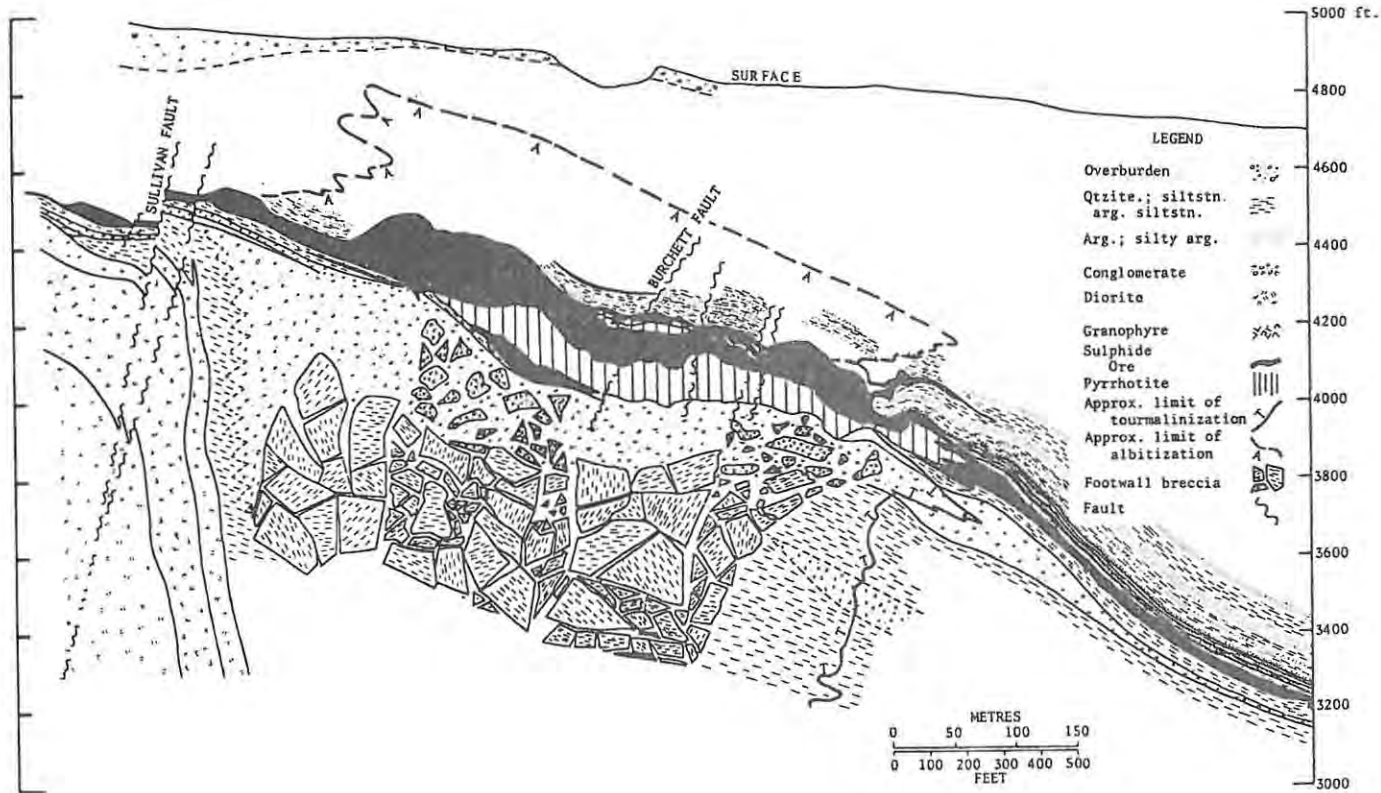 5000 ft.
SURFACE
4800
LEGEND
SULLIVAN FAULT
4600
Overburden
Qtzite.; siltstn.
arg. siltstn.
4400
Arg.; silty arg.
BURCHETT FAULT
Conglomerate
Diorite
4200
Granophyre
Sulphide
Ore
Pyrrhotite
4000
Approx. limit of
tourmalinization
Approx. limit of
albitization
3800
Footwall breccia
Fault
3600
3400
3200
METRES
0 50 100 150
0 100 200 300 400 500
FEET
3000
A
A
A
A
A
A
A
A
A
T
T
T
T
T
T
T
T
T